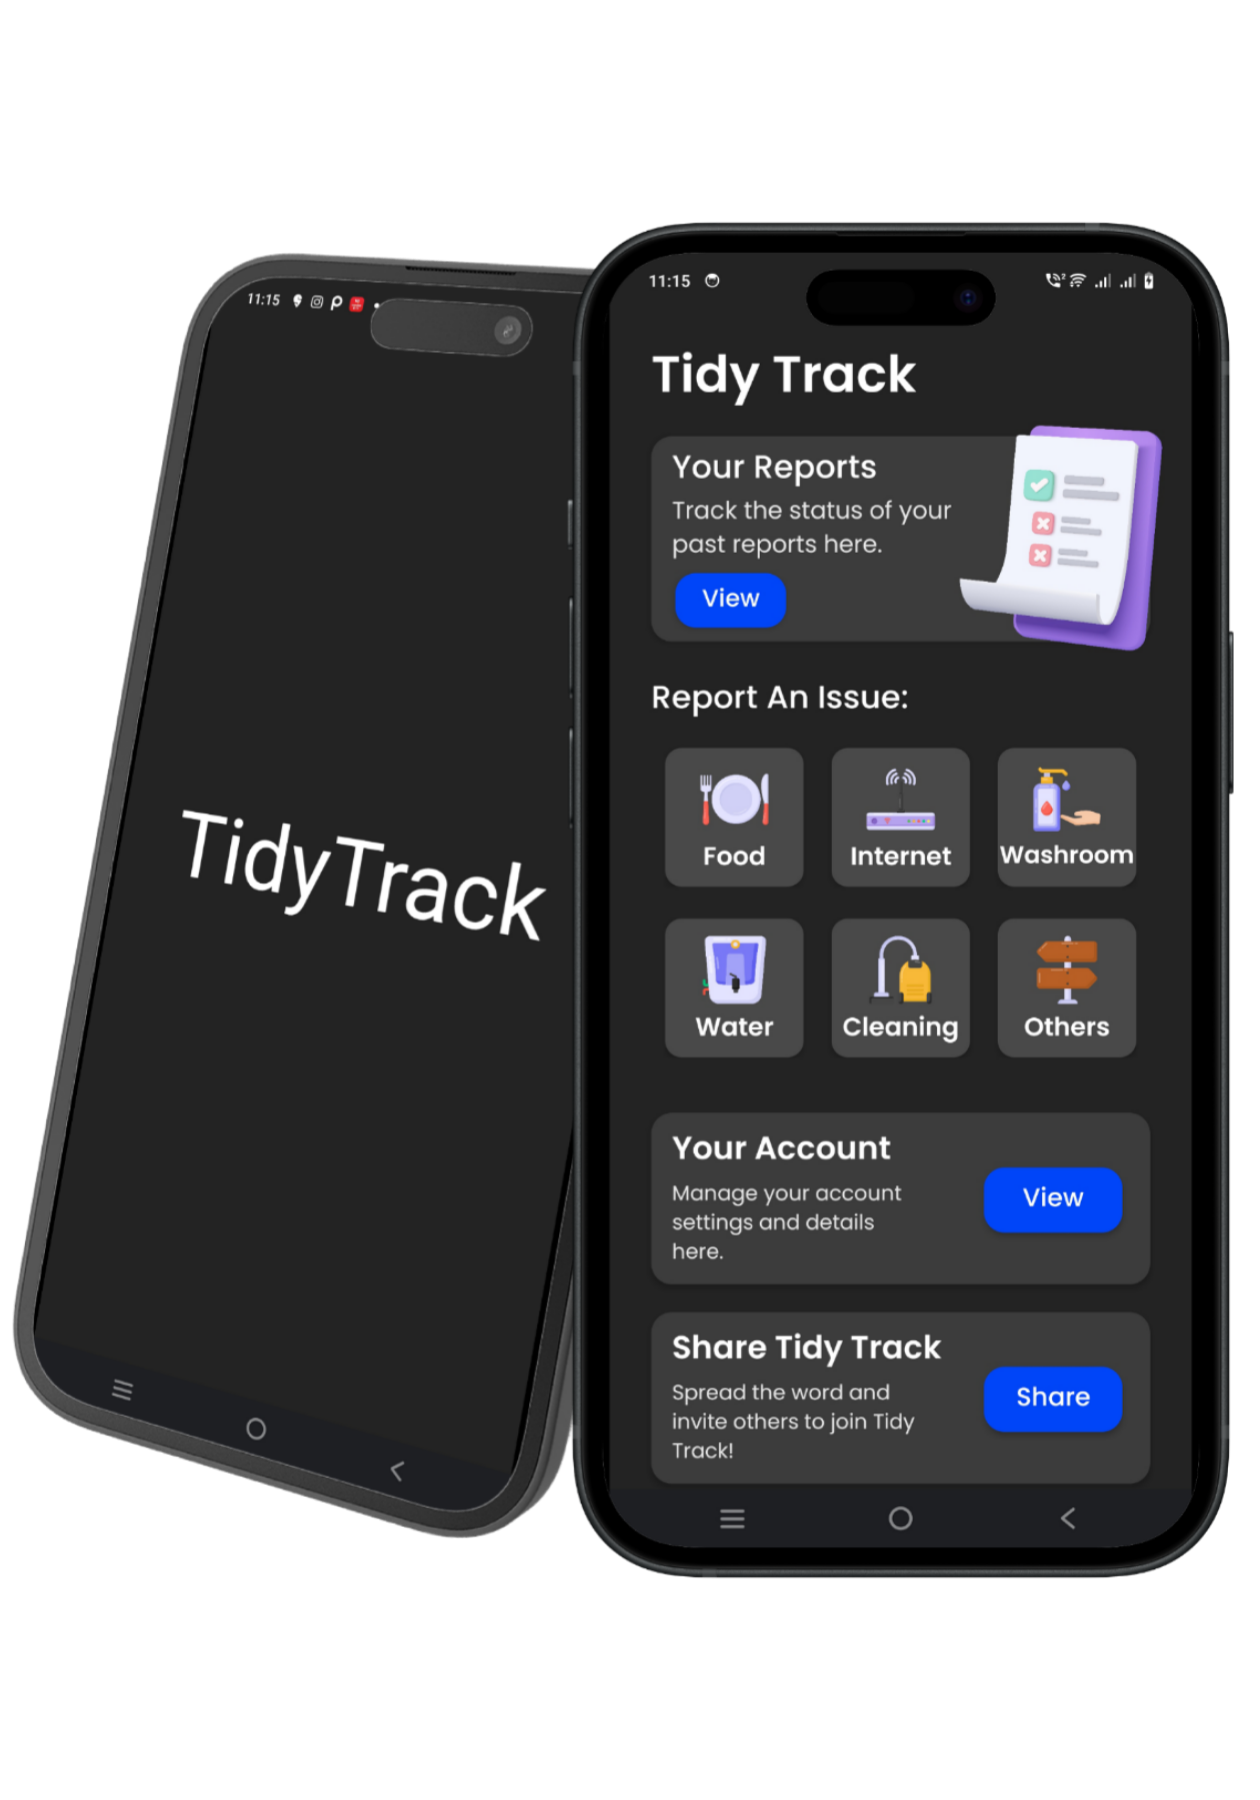 11:15
TidyTrack
11:15
Tidy Track
Your Reports
Track the status of your
past reports here.
View
Report An Issue:
Food
Internet
Washroom
Water
Cleaning
Others
Your Account
Manage your account
settings and details
here.
View
Share Tidy Track
Spread the word and
invite others to join Tidy
Track!
Share